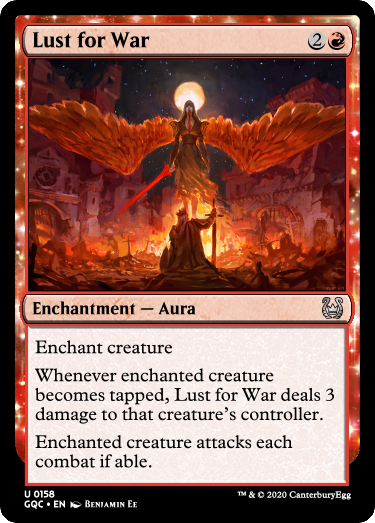 Lust for War 2
Enchantment — Aura
Enchant creature
Whenever enchanted creature
becomes tapped, Lust for War deals 3
damage to that creature's controller.
Enchanted creature attacks each
combat if able.
U 0158
GQC • EN Benjamin Ee ™ & © 2020 CanterburyEgg